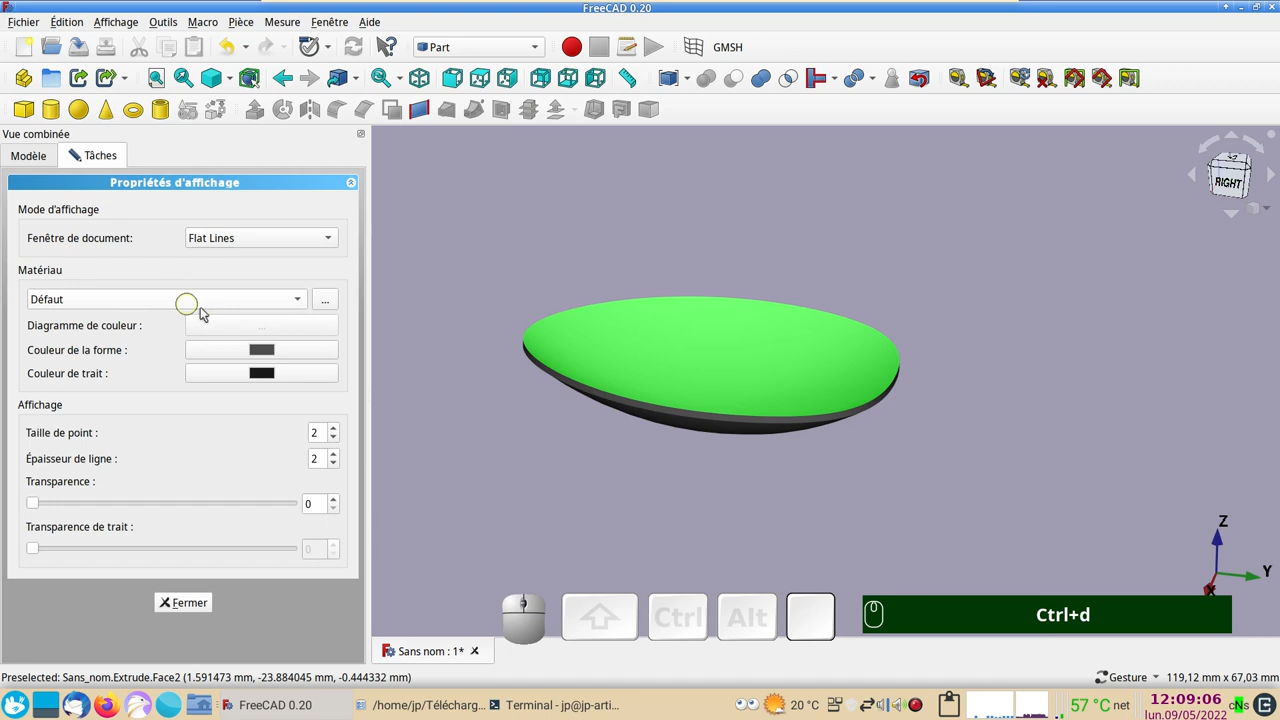 FreeCAD 0.20
Fichier Édition Affichage Outils Macro Pièce Mesure Fenêtre Aide
Part
GMSH
Vue combinée
Modèle Tâches
Propriétés d'affichage
Mode d'affichage
Fenêtre de document: Flat Lines
Matériau
Défaut ...
Diagramme de couleur : ...
Couleur de la forme :
Couleur de trait :
Affichage
Taille de point : 2
Épaisseur de ligne : 2
Transparence :
0
Transparence de trait :
0
Fermer
RIGHT
Z
Y
X
Ctrl Alt
Ctrl+d
Sans nom : 1*
Preselected: Sans_nom.Extrude.Face2 (1.591473 mm, -23.884045 mm, -0.444332 mm)
Gesture 119,12 mm x 67,03 mm
FreeCAD 0.20
/home/jp/Télécharg...
Terminal - jp@jp-arti...
20 °C
57 °C net
12:09:06
lun.09/05/2022